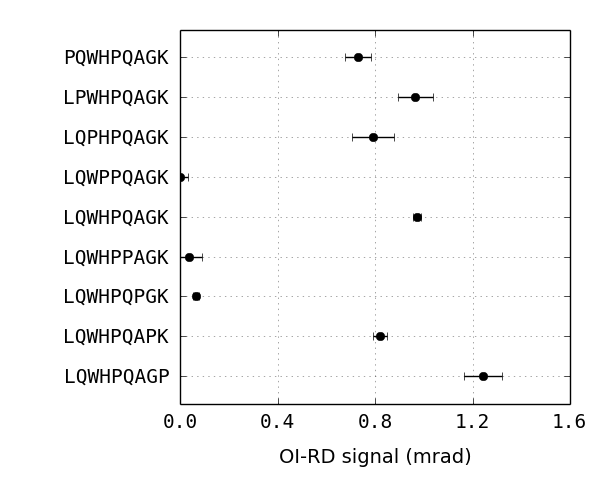 PQWHPQAGK
LPWHPQAGK
LQPHPQAGK
LQWPPQAGK
LQWHPQAGK
LQWHPPAGK
LQWHPQPGK
LQWHPQAPK
LQWHPQAGP
0.0 0.4 0.8 1.2 1.6
OI-RD signal (mrad)